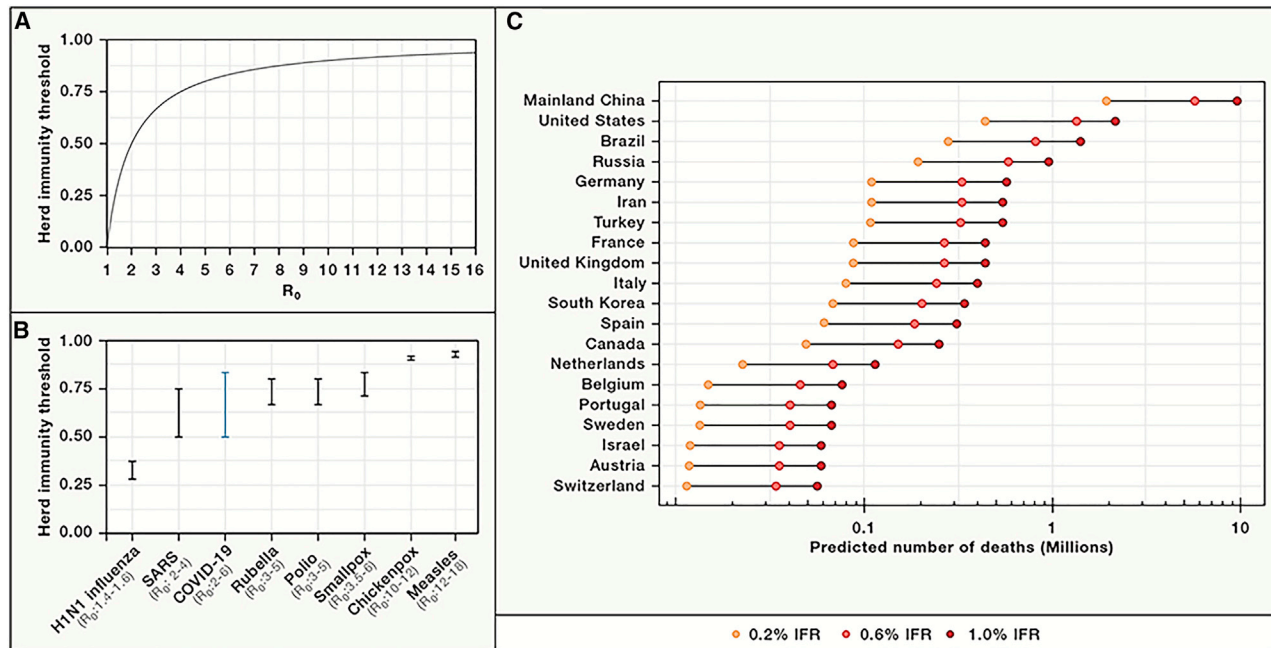 A
Herd immunity threshold
1.00
0.75
0.50
0.25
0.00
1 2 3 4 5 6 7 8 9 10 11 12 13 14 15 16
R0
B
Herd immunity threshold
1.00
0.75
0.50
0.25
0.00
H1N1 influenza
(R0:1.4–1.6)
SARS
(R0: 2-4)
COVID-19
(R0:2-6)
Rubella
(R0:3-5)
Polio
(R0:3-5)
Smallpox
(R0:3.5-6)
Chickenpox
(R0:10-12)
Measles
(R0:12-18)
C
Mainland China
United States
Brazil
Russia
Germany
Iran
Turkey
France
United Kingdom
Italy
South Korea
Spain
Canada
Netherlands
Belgium
Portugal
Sweden
Israel
Austria
Switzerland
0.1 1 10
Predicted number of deaths (Millions)
0.2% IFR 0.6% IFR 1.0% IFR